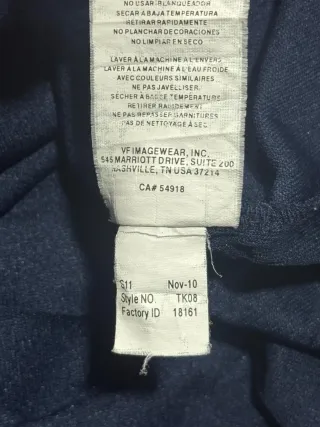 NO USAR BLANQUEADOR
SECAR A BAJA TEMPERATURA
RETIRAR RAPIDAMENTE
NO PLANCHAR DECORACIONES
NO LIMPIAR EN SECO
LAVER À LA MACHINE À L'ENVERS
LAVER À LA MACHINE À L'EAU FROIDE
AVEC COULEURS SIMILAIRES
NE PAS JAVELLISER
SÉCHER À BASSE TEMPÉRATURE
RETIRER RAPIDEMENT
NE PAS REPASSER GARNITURES
PAS DE NETTOYAGE À SEC
VF IMAGEWEAR, INC.
545 MARRIOTT DRIVE, SUITE 200
NASHVILLE, TN USA 37214
CA# 54918
S11 Nov-10
Style NO. TK08
Factory ID 18161